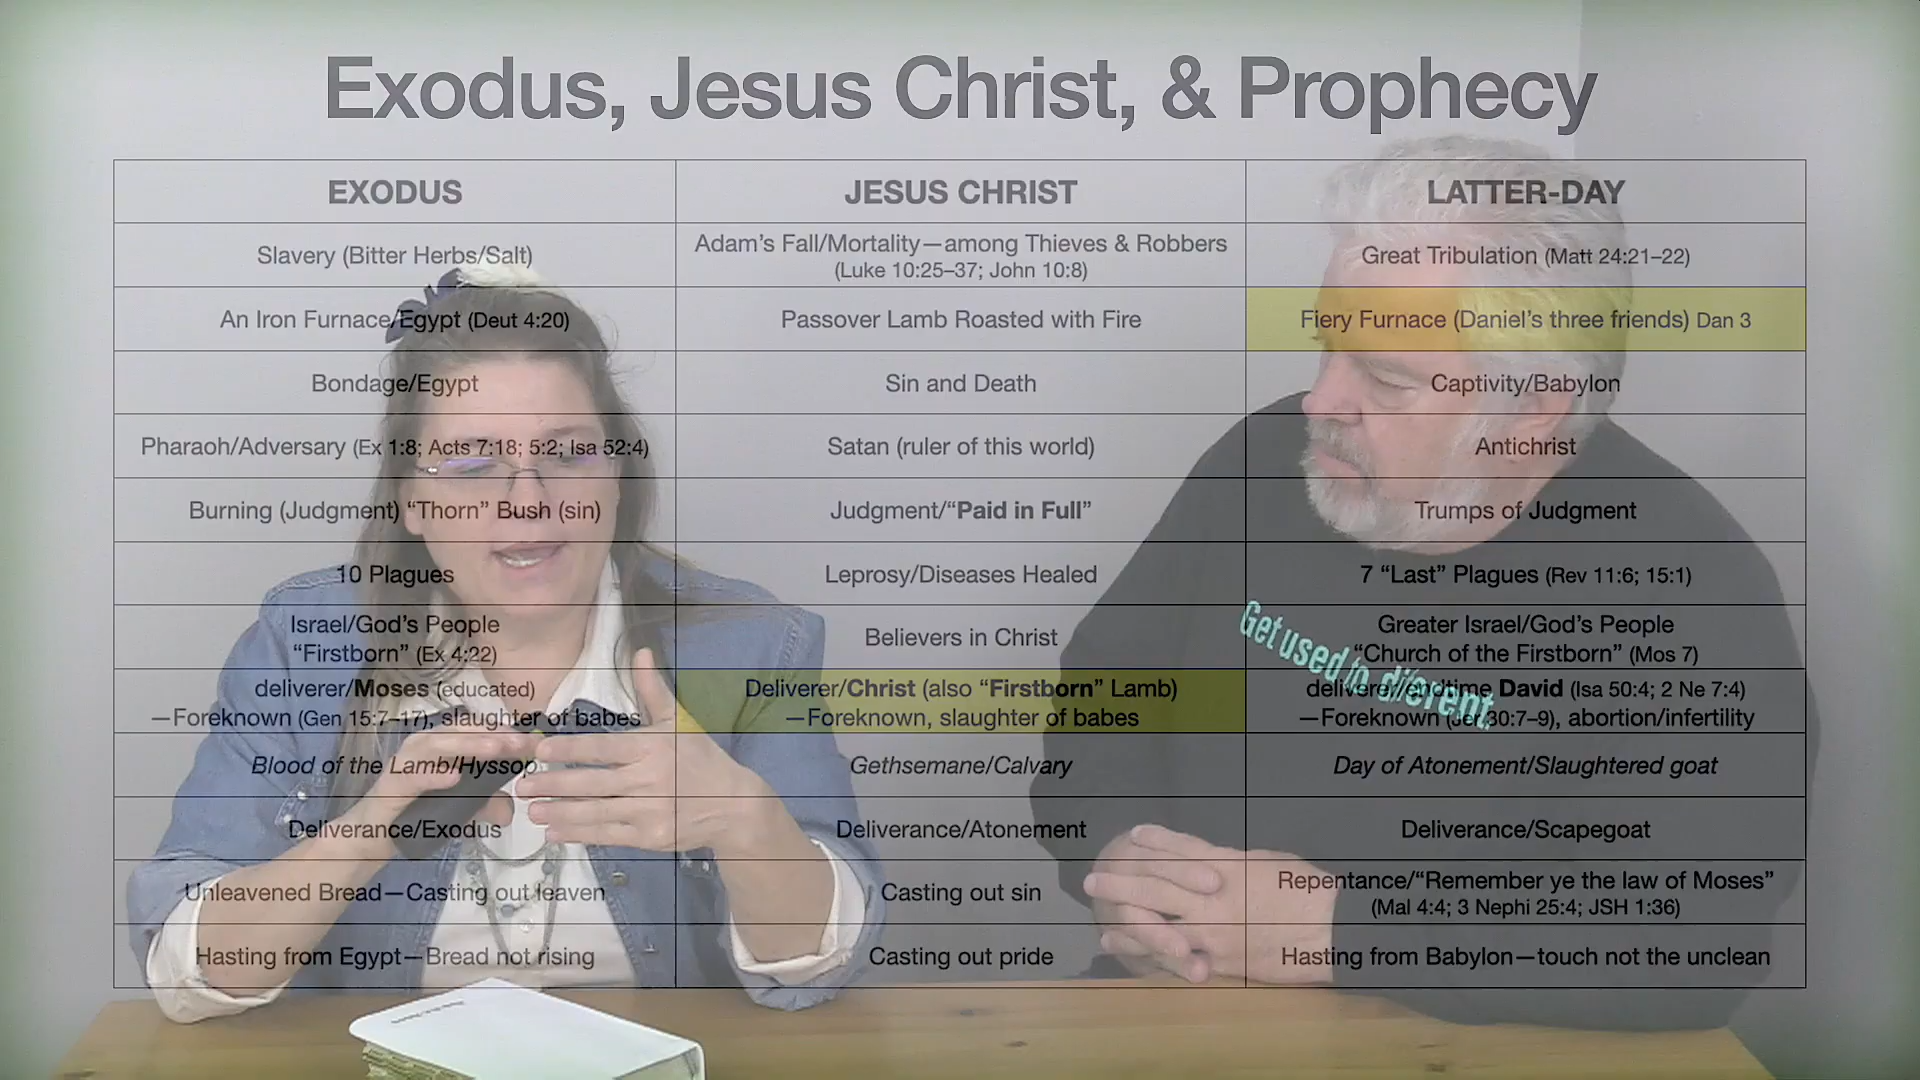 Exodus, Jesus Christ, & Prophecy
EXODUS
JESUS CHRIST
LATTER-DAY
Slavery (Bitter Herbs/Salt)
Adam’s Fall/Mortality—among Thieves & Robbers
(Luke 10:25–37; John 10:8)
Great Tribulation (Matt 24:21–22)
An Iron Furnace/Egypt (Deut 4:20)
Passover Lamb Roasted with Fire
Fiery Furnace (Daniel’s three friends) Dan 3
Bondage/Egypt
Sin and Death
Captivity/Babylon
Pharaoh/Adversary (Ex 1:8; Acts 7:18; 5:2; Isa 52:4)
Satan (ruler of this world)
Antichrist
Burning (Judgment) “Thorn” Bush (sin)
Judgment/“Paid in Full”
Trumps of Judgment
10 Plagues
Leprosy/Diseases Healed
7 “Last” Plagues (Rev 11:6; 15:1)
Israel/God’s People
“Firstborn” (Ex 4:22)
Believers in Christ
Greater Israel/God’s People
“Church of the Firstborn” (Mos 7)
deliverer/Moses (educated)
—Foreknown (Gen 15:7–17), slaughter of babes
Deliverer/Christ (also “Firstborn” Lamb)
—Foreknown, slaughter of babes
deliverer/endtime David (Isa 50:4; 2 Ne 7:4)
—Foreknown (Jer 30:7–9), abortion/infertility
Blood of the Lamb/Hyssop
Gethsemane/Calvary
Day of Atonement/Slaughtered goat
Deliverance/Exodus
Deliverance/Atonement
Deliverance/Scapegoat
Unleavened Bread—Casting out leaven
Casting out sin
Repentance/“Remember ye the law of Moses”
(Mal 4:4; 3 Nephi 25:4; JSH 1:36)
Hasting from Egypt—Bread not rising
Casting out pride
Hasting from Babylon—touch not the unclean
Get used to different